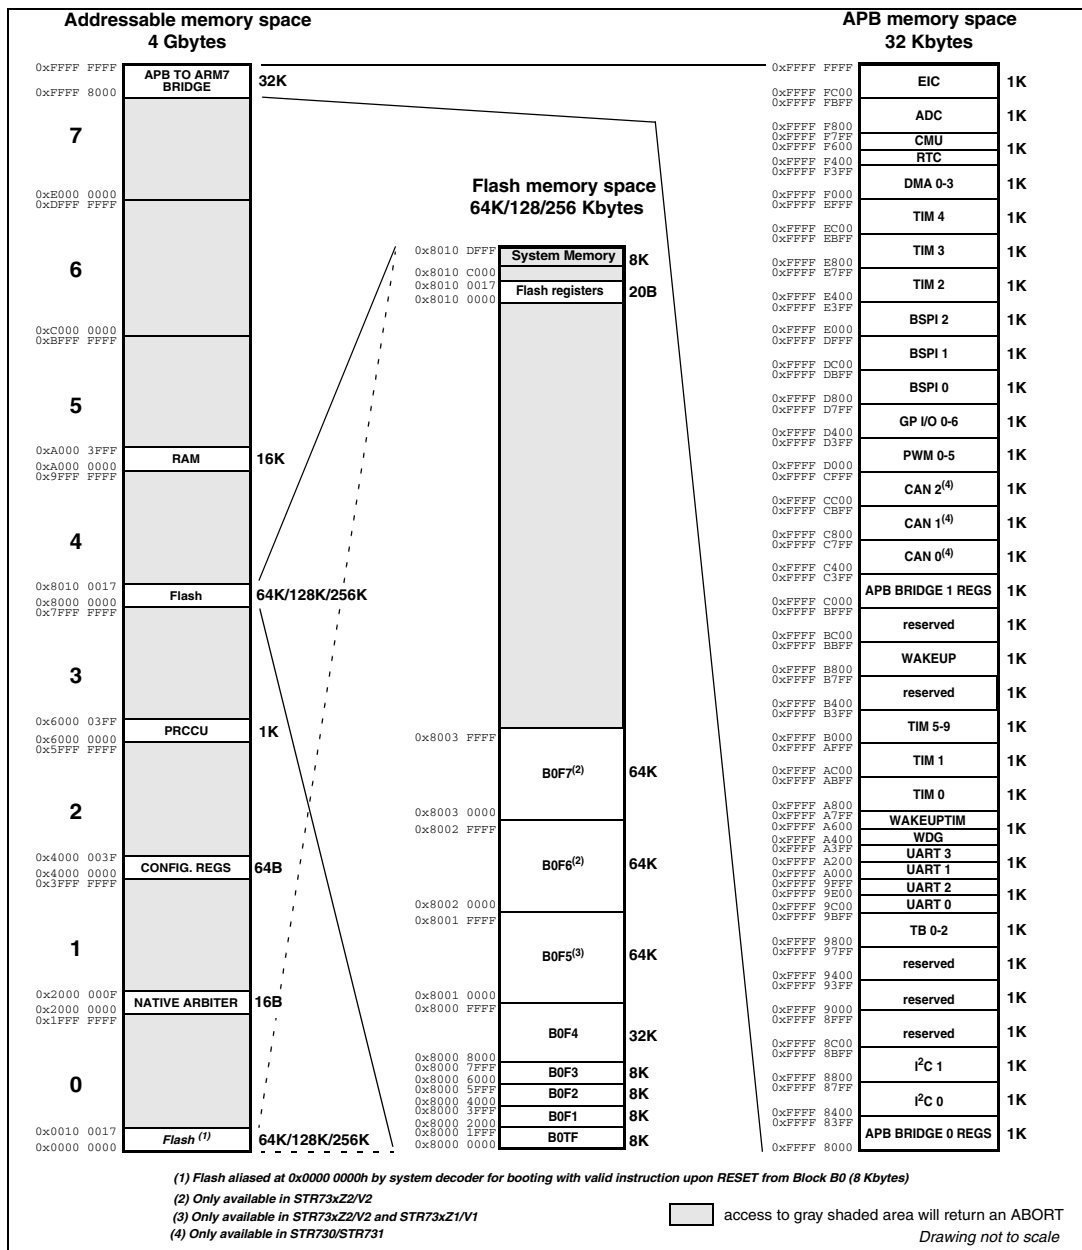 Addressable memory space
4 Gbytes
0xFFFF FFFF
APB TO ARM7
BRIDGE
32K
0xFFFF 8000
7
0xE000 0000
0xDFFF FFFF
6
0xC000 0000
0xBFFF FFFF
5
0xA000 3FFF
RAM
16K
0xA000 0000
0x9FFF FFFF
4
0x8010 0017
Flash
64K/128K/256K
0x8000 0000
0x7FFF FFFF
3
0x6000 03FF
PRCCU
1K
0x6000 0000
0x5FFF FFFF
2
0x4000 003F
CONFIG. REGS
64B
0x4000 0000
0x3FFF FFFF
1
0x2000 000F
NATIVE ARBITER
16B
0x2000 0000
0x1FFF FFFF
0
0x0010 0017
Flash (1)
64K/128K/256K
0x0000 0000
Flash memory space
64K/128/256 Kbytes
0x8010 DFFF
System Memory
8K
0x8010 C000
0x8010 0017
Flash registers
20B
0x8010 0000
0x8003 FFFF
B0F7(2)
64K
0x8003 0000
0x8002 FFFF
B0F6(2)
64K
0x8002 0000
0x8001 FFFF
B0F5(3)
64K
0x8001 0000
0x8000 FFFF
B0F4
32K
0x8000 8000
0x8000 7FFF
B0F3
8K
0x8000 6000
0x8000 5FFF
B0F2
8K
0x8000 4000
0x8000 3FFF
B0F1
8K
0x8000 2000
0x8000 1FFF
B0TF
8K
0x8000 0000
APB memory space
32 Kbytes
0xFFFF FFFF
EIC
1K
0xFFFF FC00
0xFFFF FBFF
ADC
1K
0xFFFF F800
0xFFFF F7FF
CMU
0xFFFF F600
1K
RTC
0xFFFF F400
0xFFFF F3FF
DMA 0-3
1K
0xFFFF F000
0xFFFF EFFF
TIM 4
1K
0xFFFF EC00
0xFFFF EBFF
TIM 3
1K
0xFFFF E800
0xFFFF E7FF
TIM 2
1K
0xFFFF E400
0xFFFF E3FF
BSPI 2
1K
0xFFFF E000
0xFFFF DFFF
BSPI 1
1K
0xFFFF DC00
0xFFFF DBFF
BSPI 0
1K
0xFFFF D800
0xFFFF D7FF
GP I/O 0-6
1K
0xFFFF D400
0xFFFF D3FF
PWM 0-5
1K
0xFFFF D000
0xFFFF CFFF
CAN 2(4)
1K
0xFFFF CC00
0xFFFF CBFF
CAN 1(4)
1K
0xFFFF C800
0xFFFF C7FF
CAN 0(4)
1K
0xFFFF C400
0xFFFF C3FF
APB BRIDGE 1 REGS
1K
0xFFFF C000
0xFFFF BFFF
reserved
1K
0xFFFF BC00
0xFFFF BBFF
WAKEUP
1K
0xFFFF B800
0xFFFF B7FF
reserved
1K
0xFFFF B400
0xFFFF B3FF
TIM 5-9
1K
0xFFFF B000
0xFFFF AFFF
TIM 1
1K
0xFFFF AC00
0xFFFF ABFF
TIM 0
1K
0xFFFF A800
0xFFFF A7FF
WAKEUPTIM
0xFFFF A600
1K
WDG
0xFFFF A400
0xFFFF A3FF
UART 3
0xFFFF A200
1K
UART 1
0xFFFF A000
0xFFFF 9FFF
UART 2
0xFFFF 9E00
1K
UART 0
0xFFFF 9C00
0xFFFF 9BFF
TB 0-2
1K
0xFFFF 9800
0xFFFF 97FF
reserved
1K
0xFFFF 9400
0xFFFF 93FF
reserved
1K
0xFFFF 9000
0xFFFF 8FFF
reserved
1K
0xFFFF 8C00
0xFFFF 8BFF
I2C 1
1K
0xFFFF 8800
0xFFFF 87FF
I2C 0
1K
0xFFFF 8400
0xFFFF 83FF
APB BRIDGE 0 REGS
1K
0xFFFF 8000
(1) Flash aliased at 0x0000 0000h by system decoder for booting with valid instruction upon RESET from Block B0 (8 Kbytes)
(2) Only available in STR73xZ2/V2
(3) Only available in STR73xZ2/V2 and STR73xZ1/V1
(4) Only available in STR730/STR731
access to gray shaded area will return an ABORT
Drawing not to scale